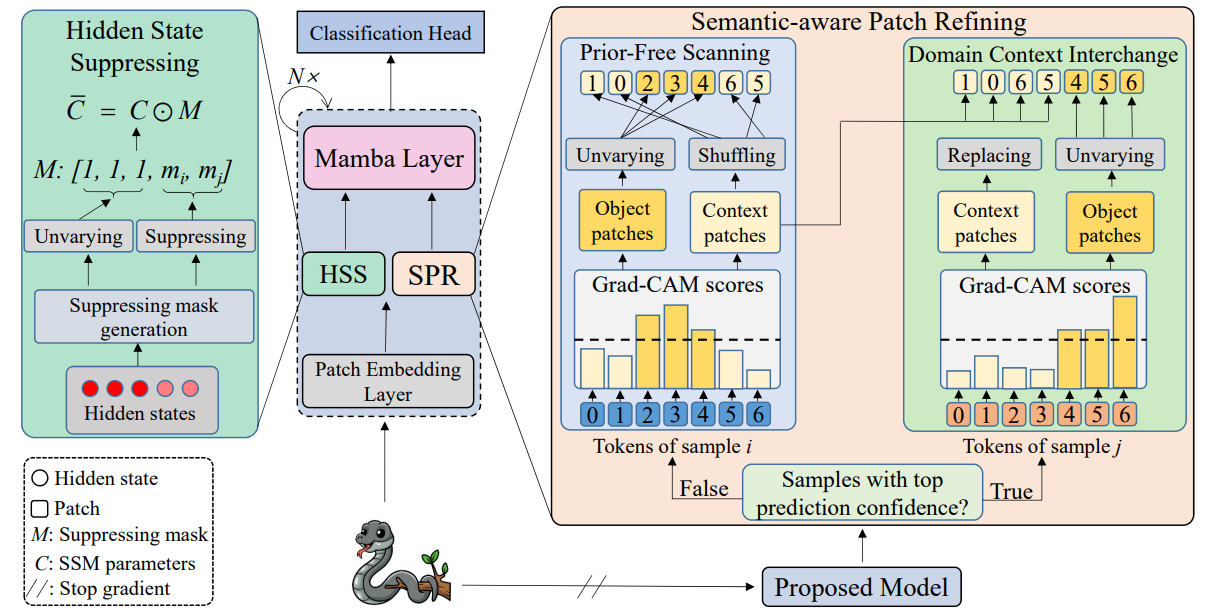 Hidden State
Suppressing
C̅ = C ⊙ M
M: [1, 1, 1, mᵢ, mⱼ]
Unvarying
Suppressing
Suppressing mask
generation
Hidden states
Hidden state
Patch
M: Suppressing mask
C: SSM parameters
//: Stop gradient
Classification Head
N×
Mamba Layer
HSS
SPR
Patch Embedding
Layer
Semantic-aware Patch Refining
Prior-Free Scanning
1 0 2 3 4 6 5
Unvarying
Shuffling
Object
patches
Context
patches
Grad-CAM scores
0 1 2 3 4 5 6
Tokens of sample i
Domain Context Interchange
1 0 6 5 4 5 6
Replacing
Unvarying
Context
patches
Object
patches
Grad-CAM scores
0 1 2 3 4 5 6
Tokens of sample j
False
Samples with top
prediction confidence?
True
//
Proposed Model